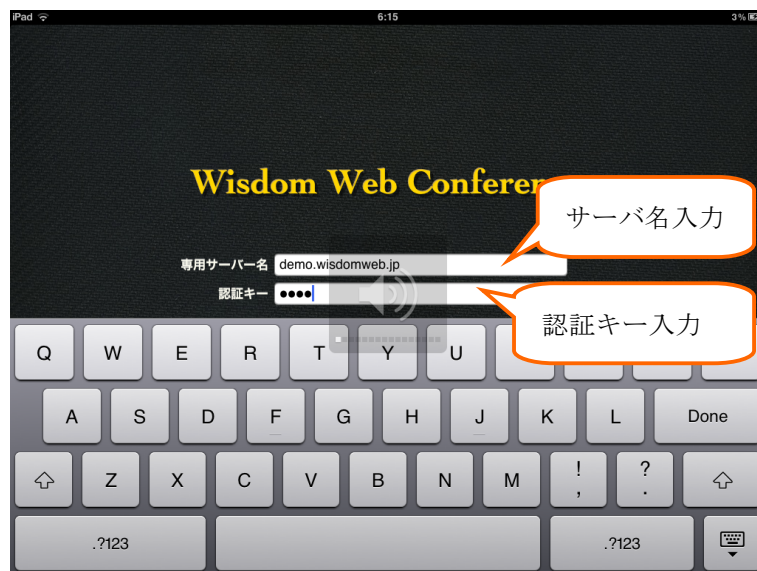 iPad 6:15 3%
Wisdom Web Conferen
サーバ名入力
専用サーバー名 demo.wisdomweb.jp
認証キー ••••
認証キー入力
Q W E R T Y U
A S D F G H J K L Done
Z X C V B N M ! , ? .
.?123 .?123